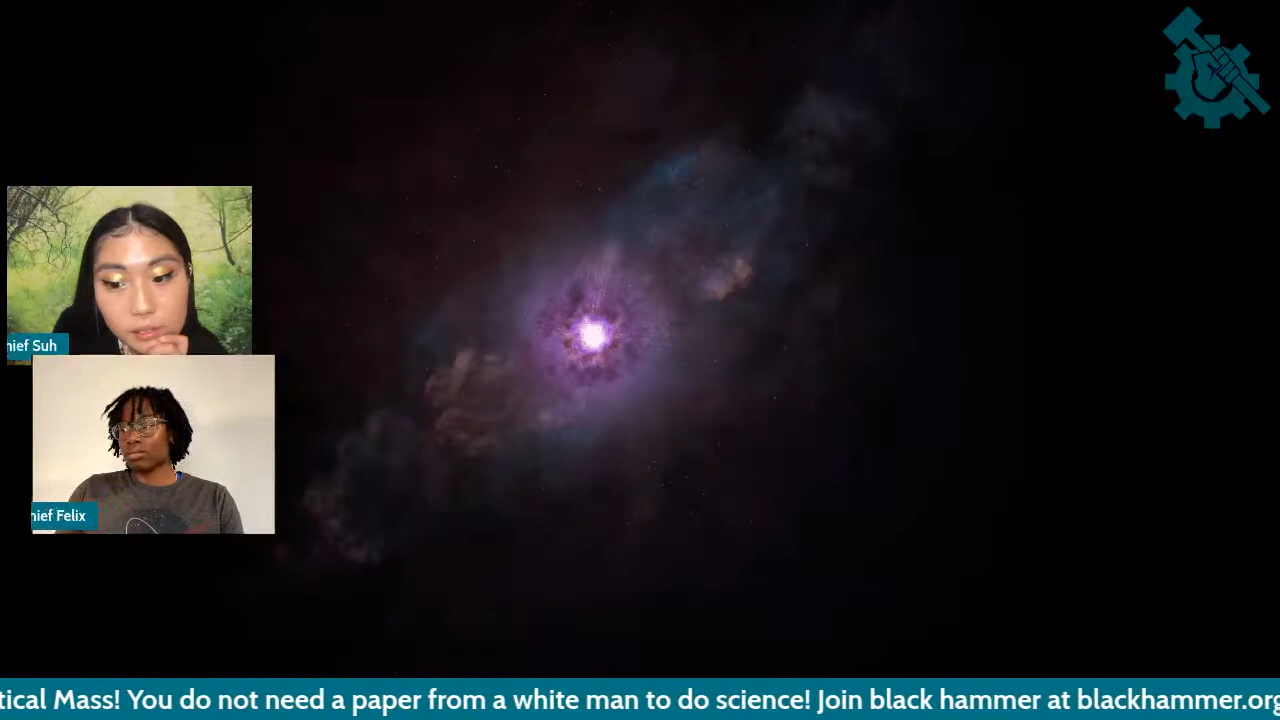 hief Suh
hief Felix
tical Mass! You do not need a paper from a white man to do science! Join black hammer at blackhammer.org